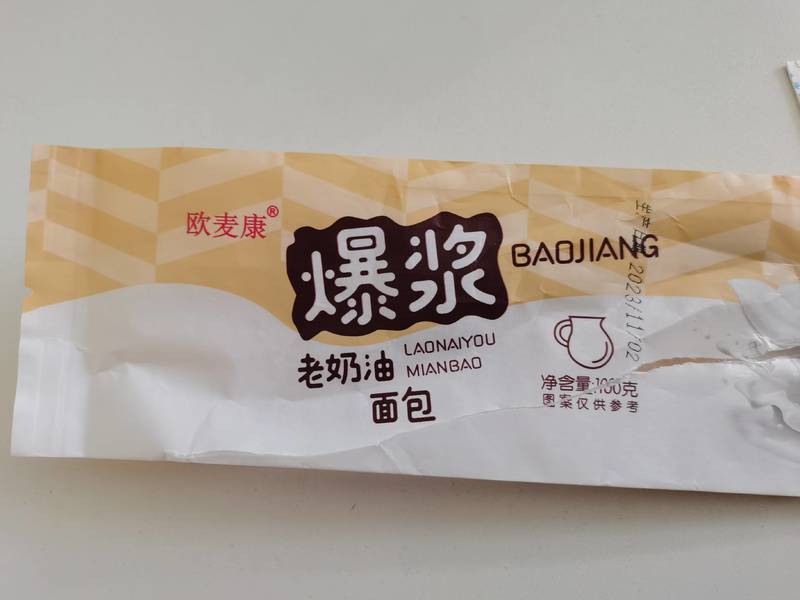 欧麦康®
爆浆
BAOJIANG
老奶油
LAONAIYOU
MIANBAO
面包
净含量:100克
图案仅供参考
2023/11/02